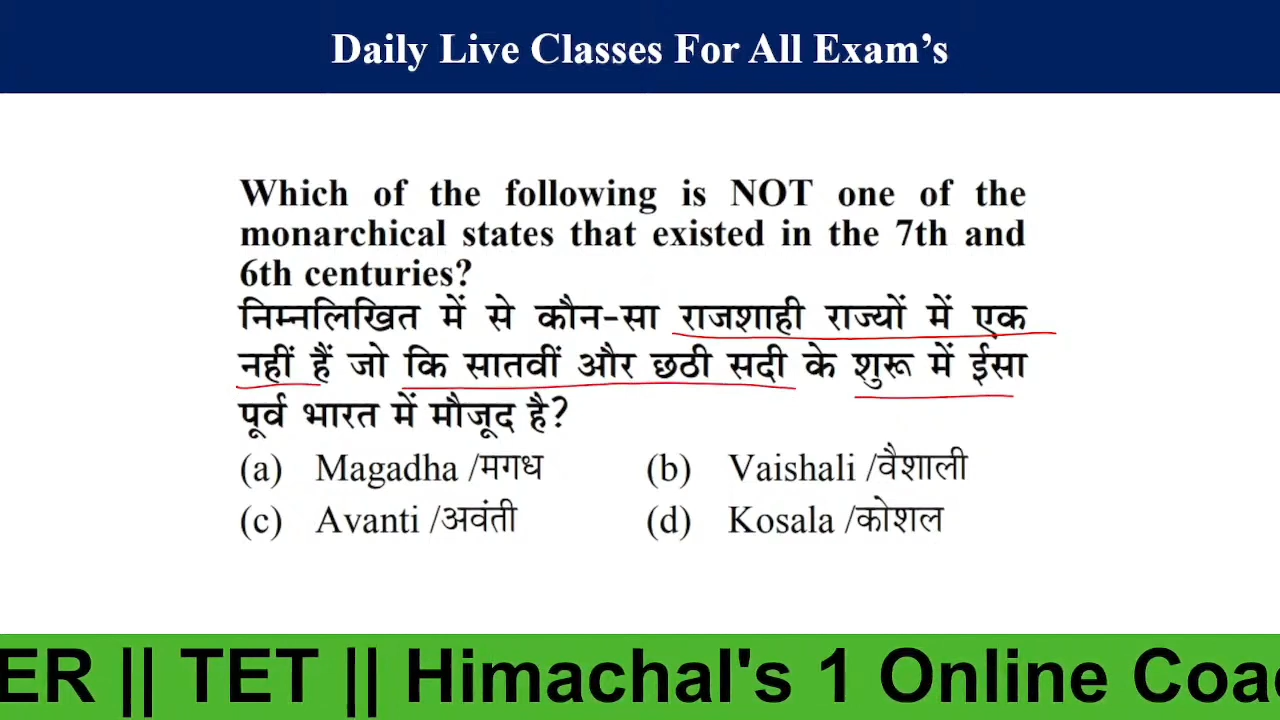 Daily Live Classes For All Exam’s
Which of the following is NOT one of the
monarchical states that existed in the 7th and
6th centuries?
निम्नलिखित में से कौन-सा राजशाही राज्यों में एक
नहीं हैं जो कि सातवीं और छठी सदी के शुरू में ईसा
पूर्व भारत में मौजूद है?
(a) Magadha /मगध (b) Vaishali /वैशाली
(c) Avanti /अवंती (d) Kosala /कोशल
ER || TET || Himachal's 1 Online Coa